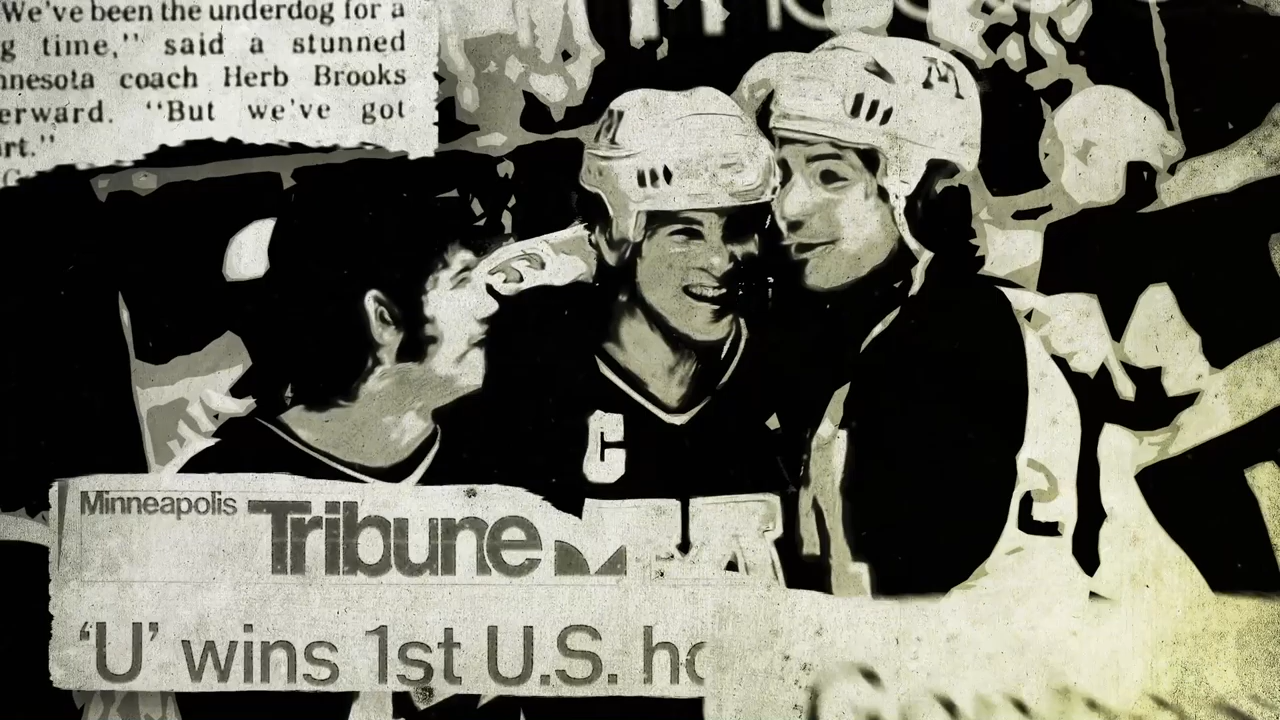 We've been the underdog for a
g time," said a stunned
nnesota coach Herb Brooks
erward. "But we've got
rt."
M
C
M
Minneapolis
Tribune
'U' wins 1st U.S. ho